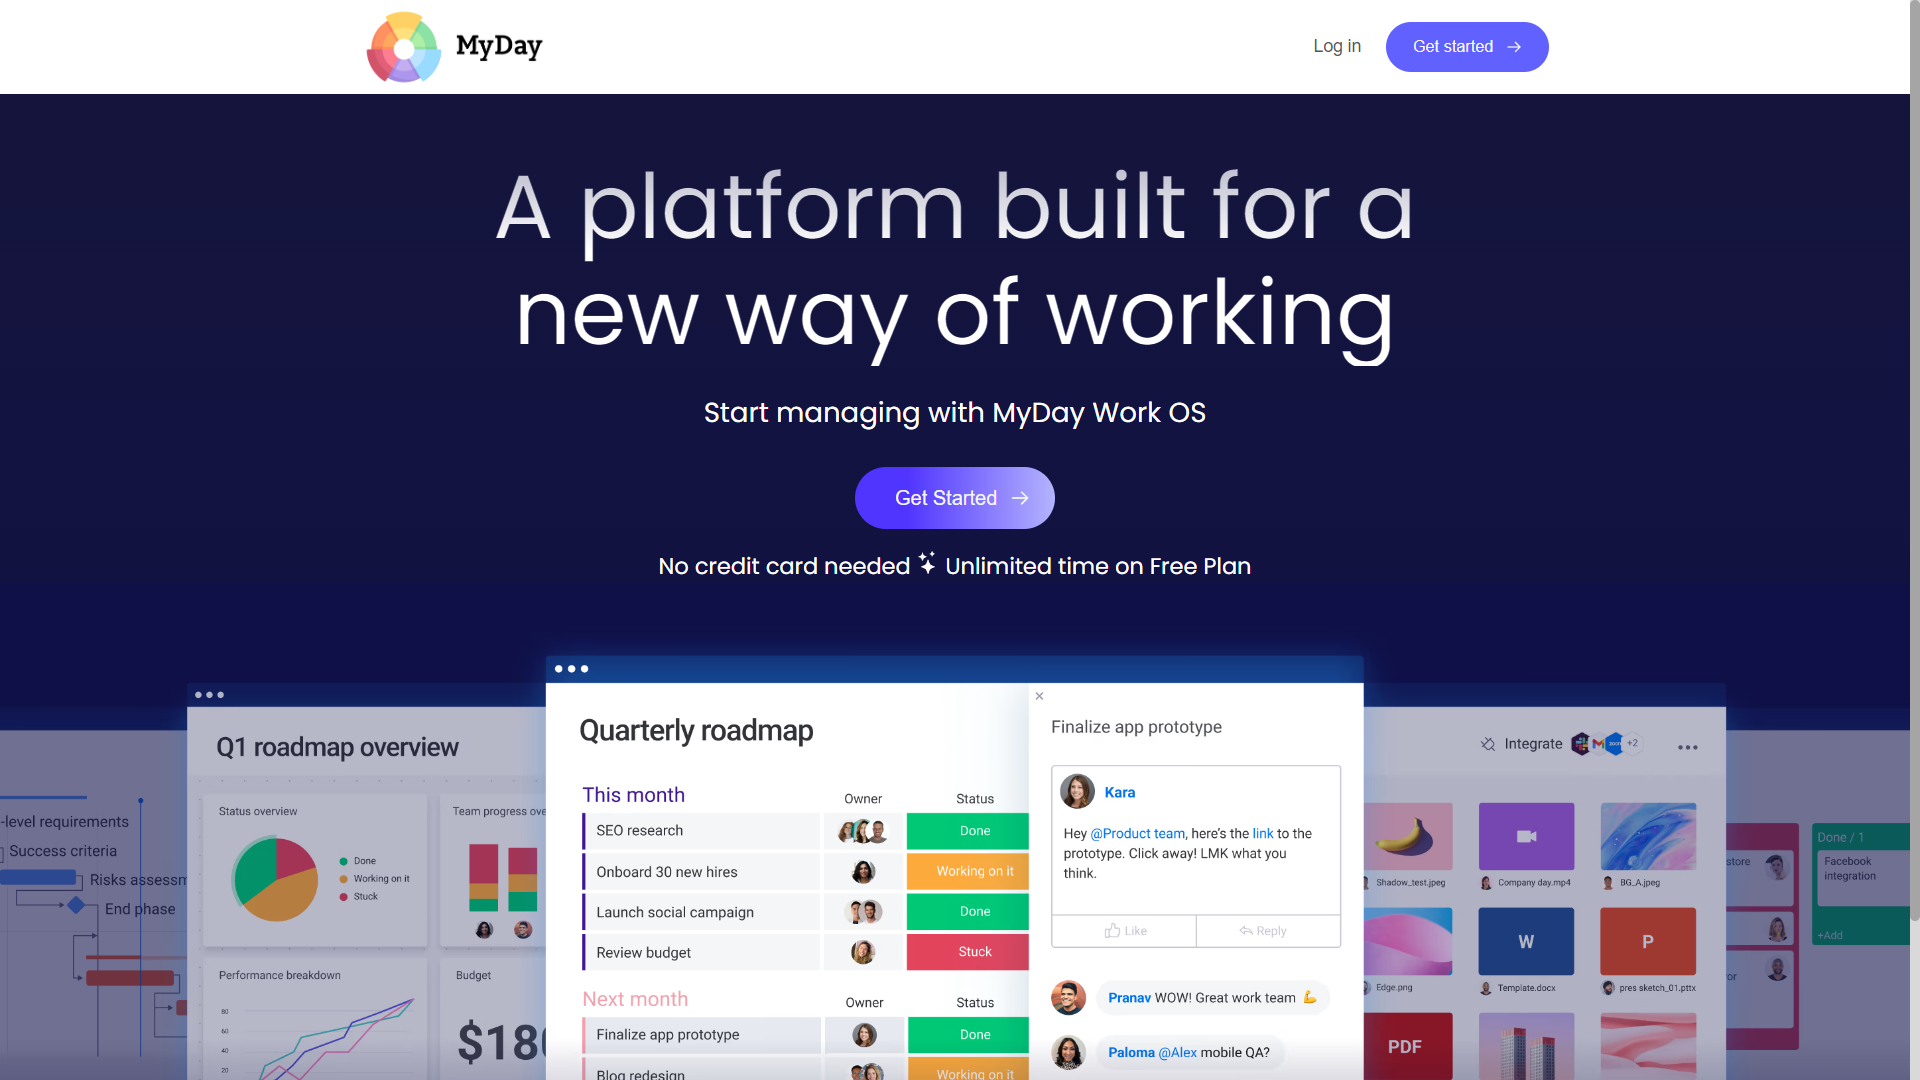 MyDay
Log in
Get started
A platform built for a
new way of working
Start managing with MyDay Work OS
Get Started
No credit card needed Unlimited time on Free Plan
-level requirements
Success criteria
Risks assessm
End phase
Q1 roadmap overview
Status overview
Done
Working on it
Stuck
Team progress ove
Performance breakdown
80
60
40
20
Budget
$180
Quarterly roadmap
This month
Owner
Status
SEO research
Done
Onboard 30 new hires
Working on it
Launch social campaign
Done
Review budget
Stuck
Next month
Owner
Status
Finalize app prototype
Done
Blog redesign
Working on it
Finalize app prototype
Kara
Hey @Product team, here’s the link to the
prototype. Click away! LMK what you
think.
Like
Reply
Pranav WOW! Great work team
Paloma @Alex mobile QA?
Integrate
zoom
+2
Shadow_test.jpeg
Company day.mp4
BG_A.jpeg
W
P
Edge.png
Template.docx
pres sketch_01.pttx
PDF
store
or
Done / 1
Facebook
integration
+Add